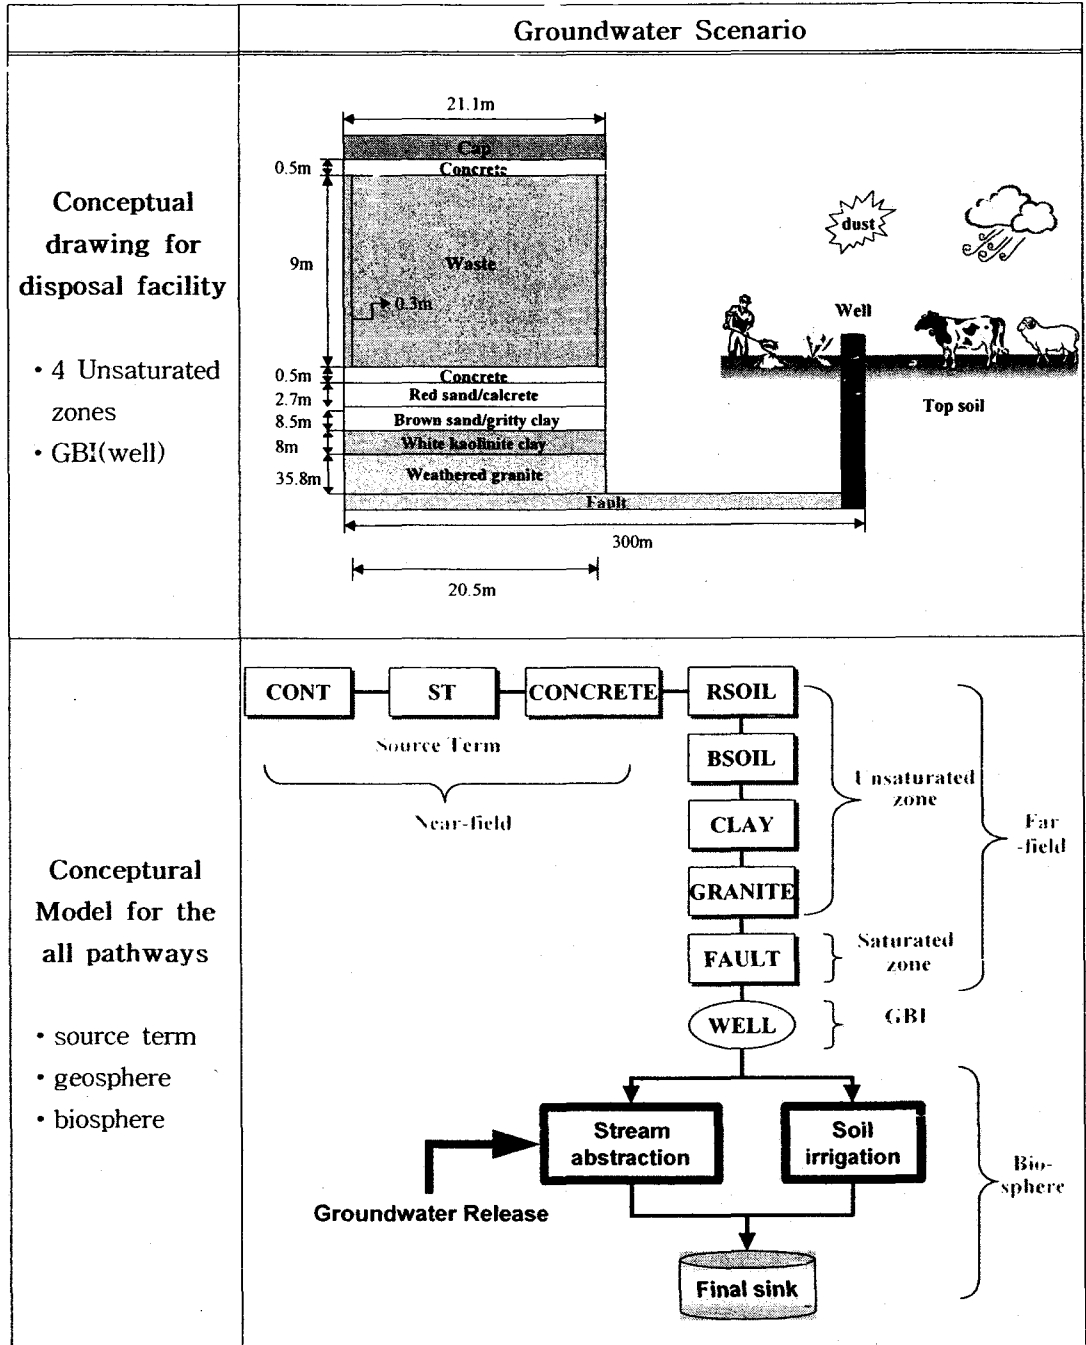 Groundwater Scenario
Conceptual
drawing for
disposal facility
• 4 Unsaturated
zones
• GBI(well)
21.1m
Cap
0.5m
Concrete
9m
Waste
0.3m
0.5m
Concrete
2.7m
Red sand/calcrete
8.5m
Brown sand/gritty clay
8m
White kaolinite clay
35.8m
Weathered granite
Fault
300m
20.5m
dust
Well
Top soil
Conceptural
Model for the
all pathways
• source term
• geosphere
• biosphere
CONT
ST
CONCRETE
RSOIL
Source Term
Near-field
BSOIL
CLAY
GRANITE
Unsaturated
zone
Far
-field
FAULT
Saturated
zone
WELL
GBI
Stream
abstraction
Soil
irrigation
Bio-
sphere
Groundwater Release
Final sink